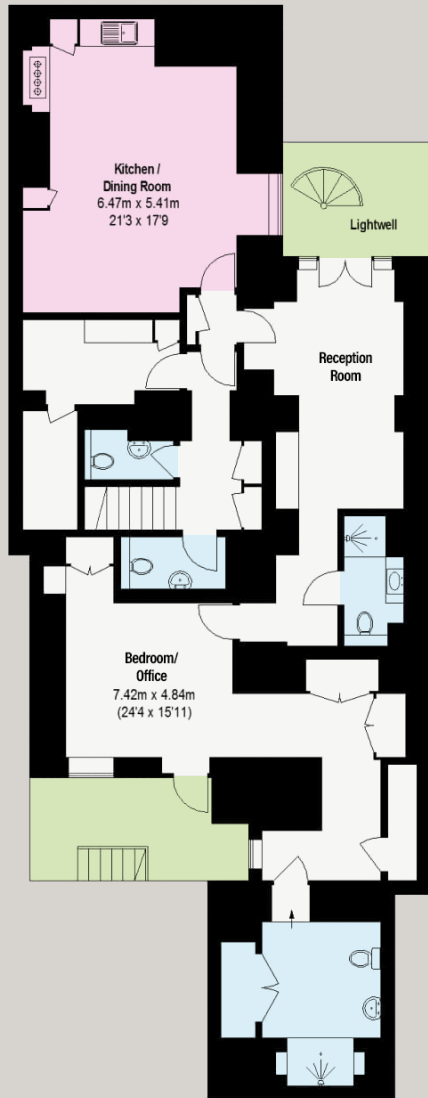 Kitchen /
Dining Room
6.47m x 5.41m
21'3 x 17'9
Lightwell
Reception
Room
Bedroom/
Office
7.42m x 4.84m
(24'4 x 15'11)